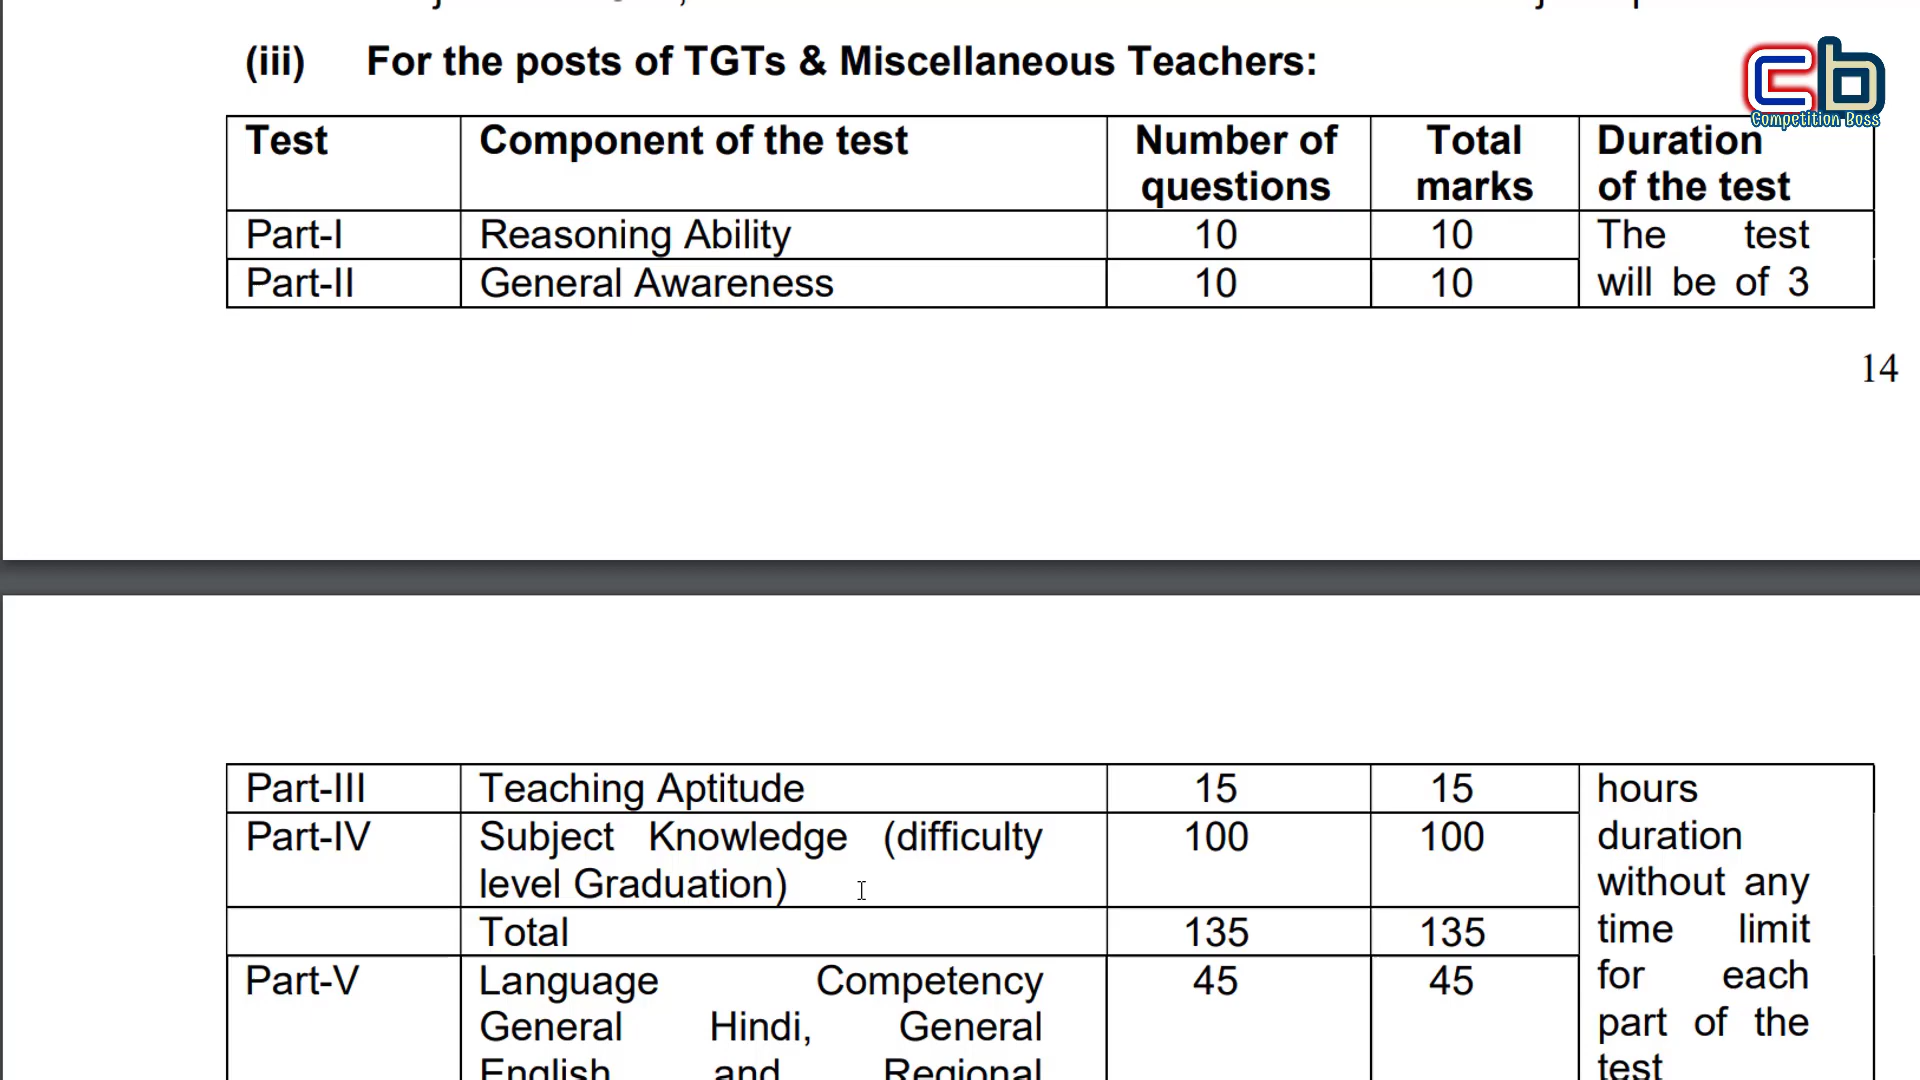 (iii) For the posts of TGTs & Miscellaneous Teachers:
Competition Boss
Test Component of the test Number of questions Total marks Duration of the test
Part-I Reasoning Ability 10 10 The test
Part-II General Awareness 10 10 will be of 3
14
Part-III Teaching Aptitude 15 15 hours
Part-IV Subject Knowledge (difficulty 100 100 duration
level Graduation) without any
Total 135 135 time limit
Part-V Language Competency 45 45 for each
General Hindi, General part of the
English and Regional test